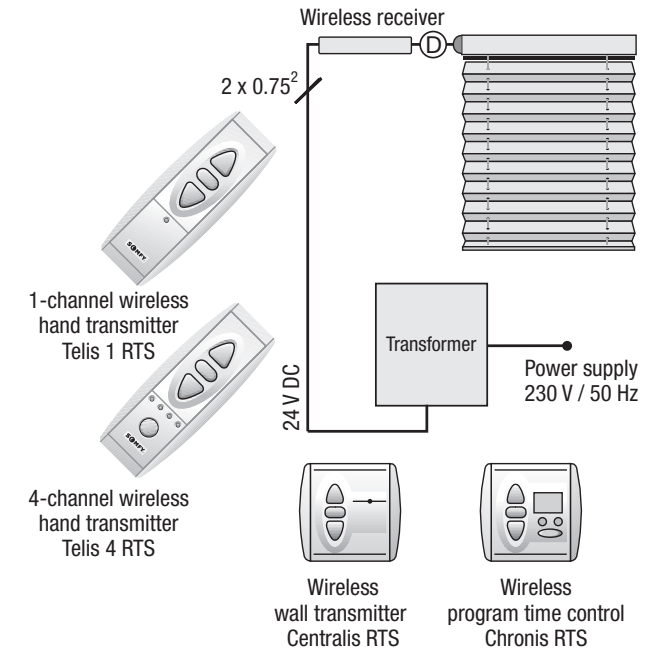 Wireless receiver
D
2 x 0.75²
SOMFY
1-channel wireless
hand transmitter
Telis 1 RTS
Transformer
Power supply
230 V / 50 Hz
24 V DC
SOMFY
4-channel wireless
hand transmitter
Telis 4 RTS
Wireless
wall transmitter
Centralis RTS
Wireless
program time control
Chronis RTS